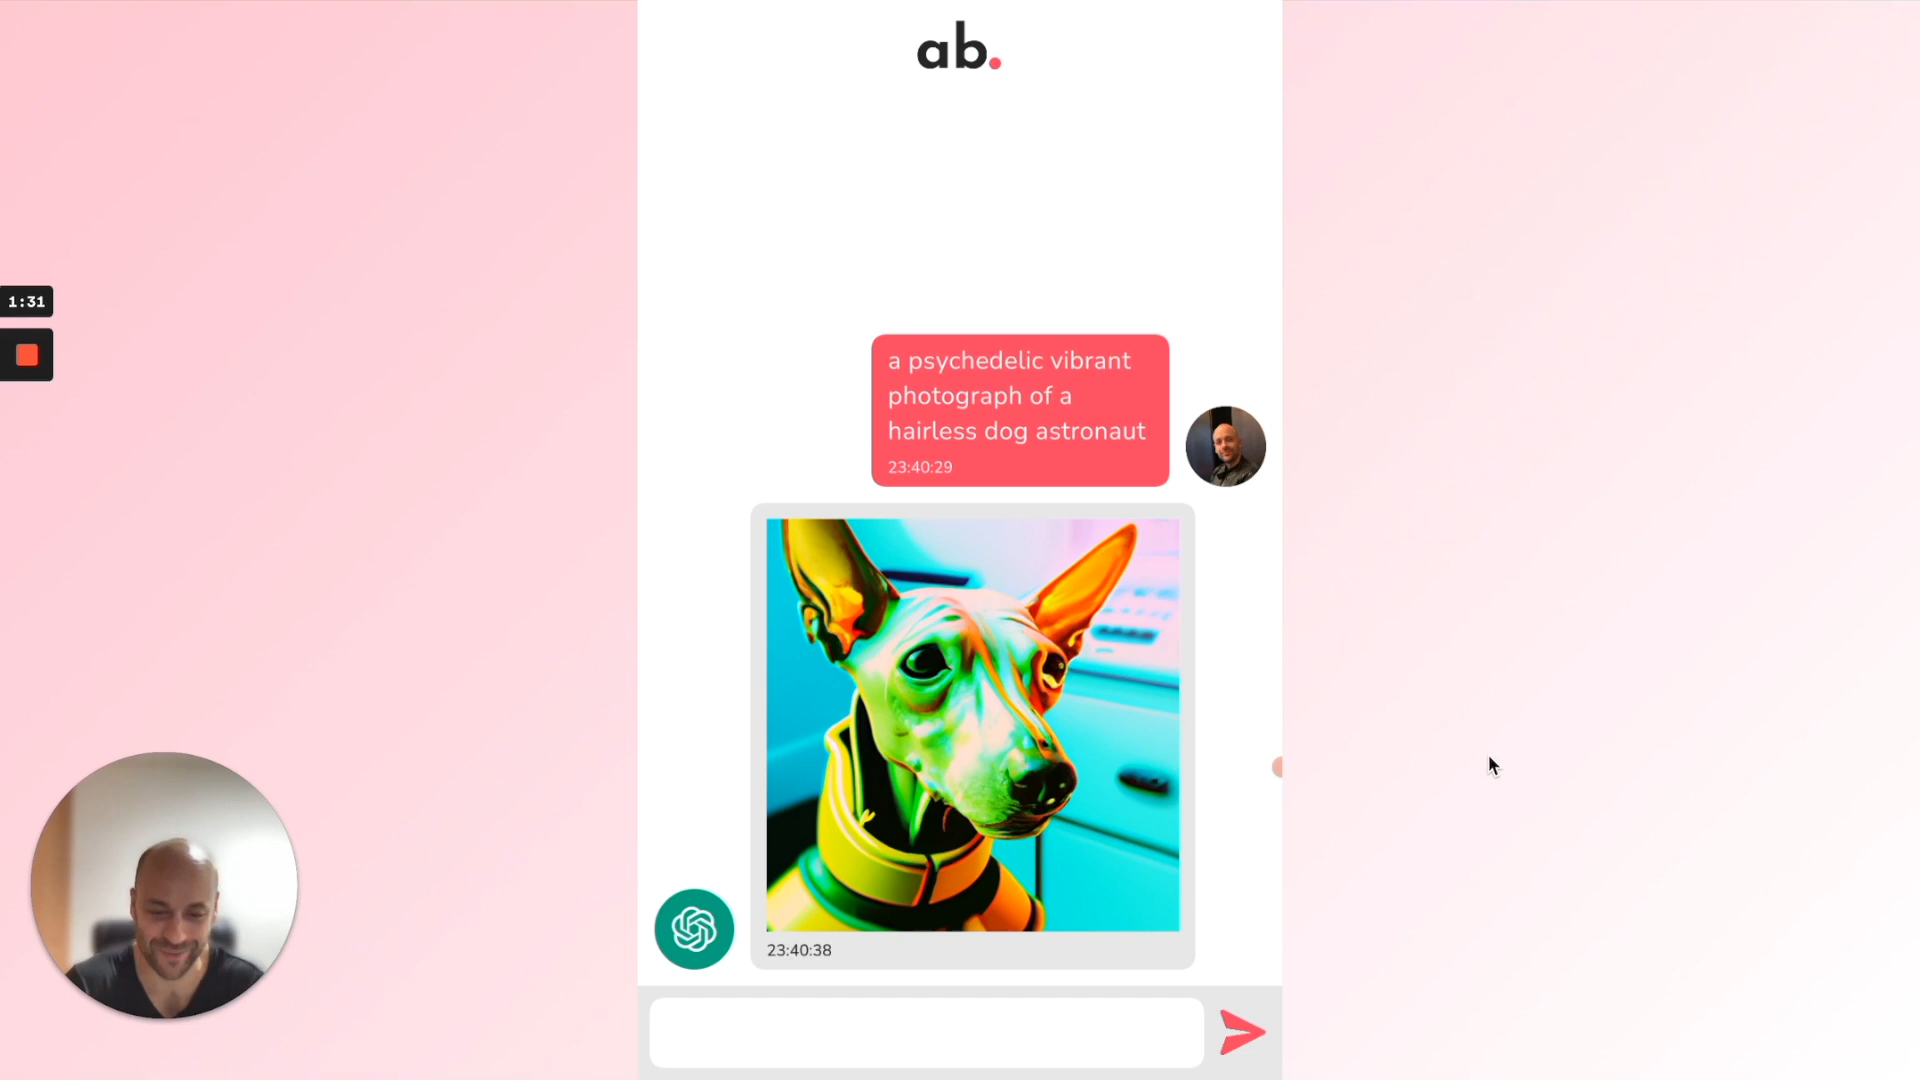 ab.
1:31
a psychedelic vibrant
photograph of a
hairless dog astronaut
23:40:29
23:40:38